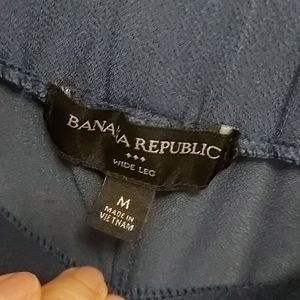 BANANA REPUBLIC
WIDE LEG
M
MADE IN
VIETNAM